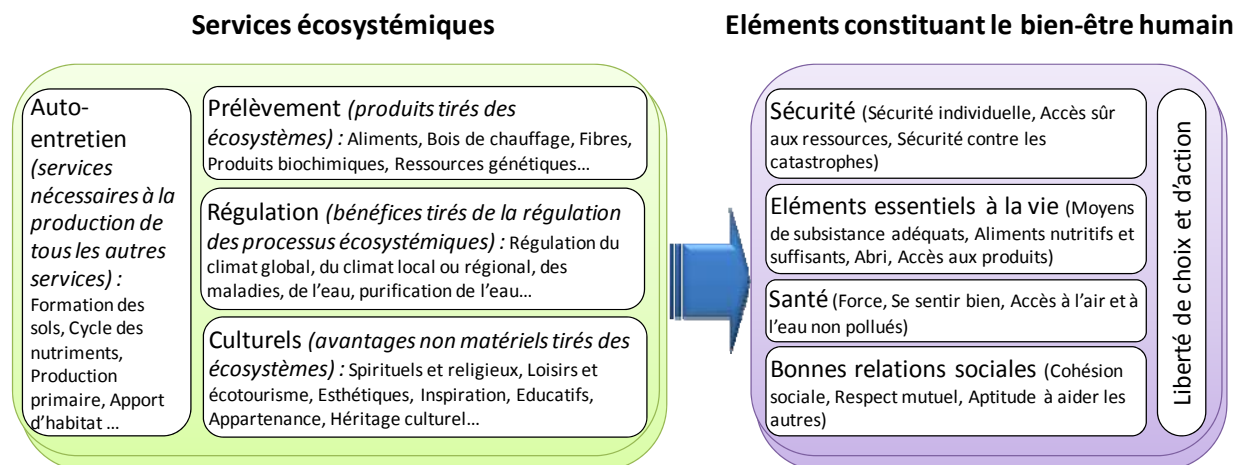 Services écosystémiques
Auto-
entretien
(services
nécessaires à la
production de
tous les autres
services) :
Formation des
sols, Cycle des
nutriments,
Production
primaire, Apport
d’habitat ...
Prélèvement (produits tirés des
écosystèmes) : Aliments, Bois de chauffage, Fibres,
Produits biochimiques, Ressources génétiques…
Régulation (bénéfices tirés de la régulation
des processus écosystémiques) : Régulation du
climat global, du climat local ou régional, des
maladies, de l’eau, purification de l’eau…
Culturels (avantages non matériels tirés des
écosystèmes) : Spirituels et religieux, Loisirs et
écotourisme, Esthétiques, Inspiration, Educatifs,
Appartenance, Héritage culturel…
Eléments constituant le bien-être humain
Sécurité (Sécurité individuelle, Accès sûr
aux ressources, Sécurité contre les
catastrophes)
Eléments essentiels à la vie (Moyens
de subsistance adéquats, Aliments nutritifs et
suffisants, Abri, Accès aux produits)
Santé (Force, Se sentir bien, Accès à l’air et à
l’eau non pollués)
Bonnes relations sociales (Cohésion
sociale, Respect mutuel, Aptitude à aider les
autres)
Liberté de choix et d’action